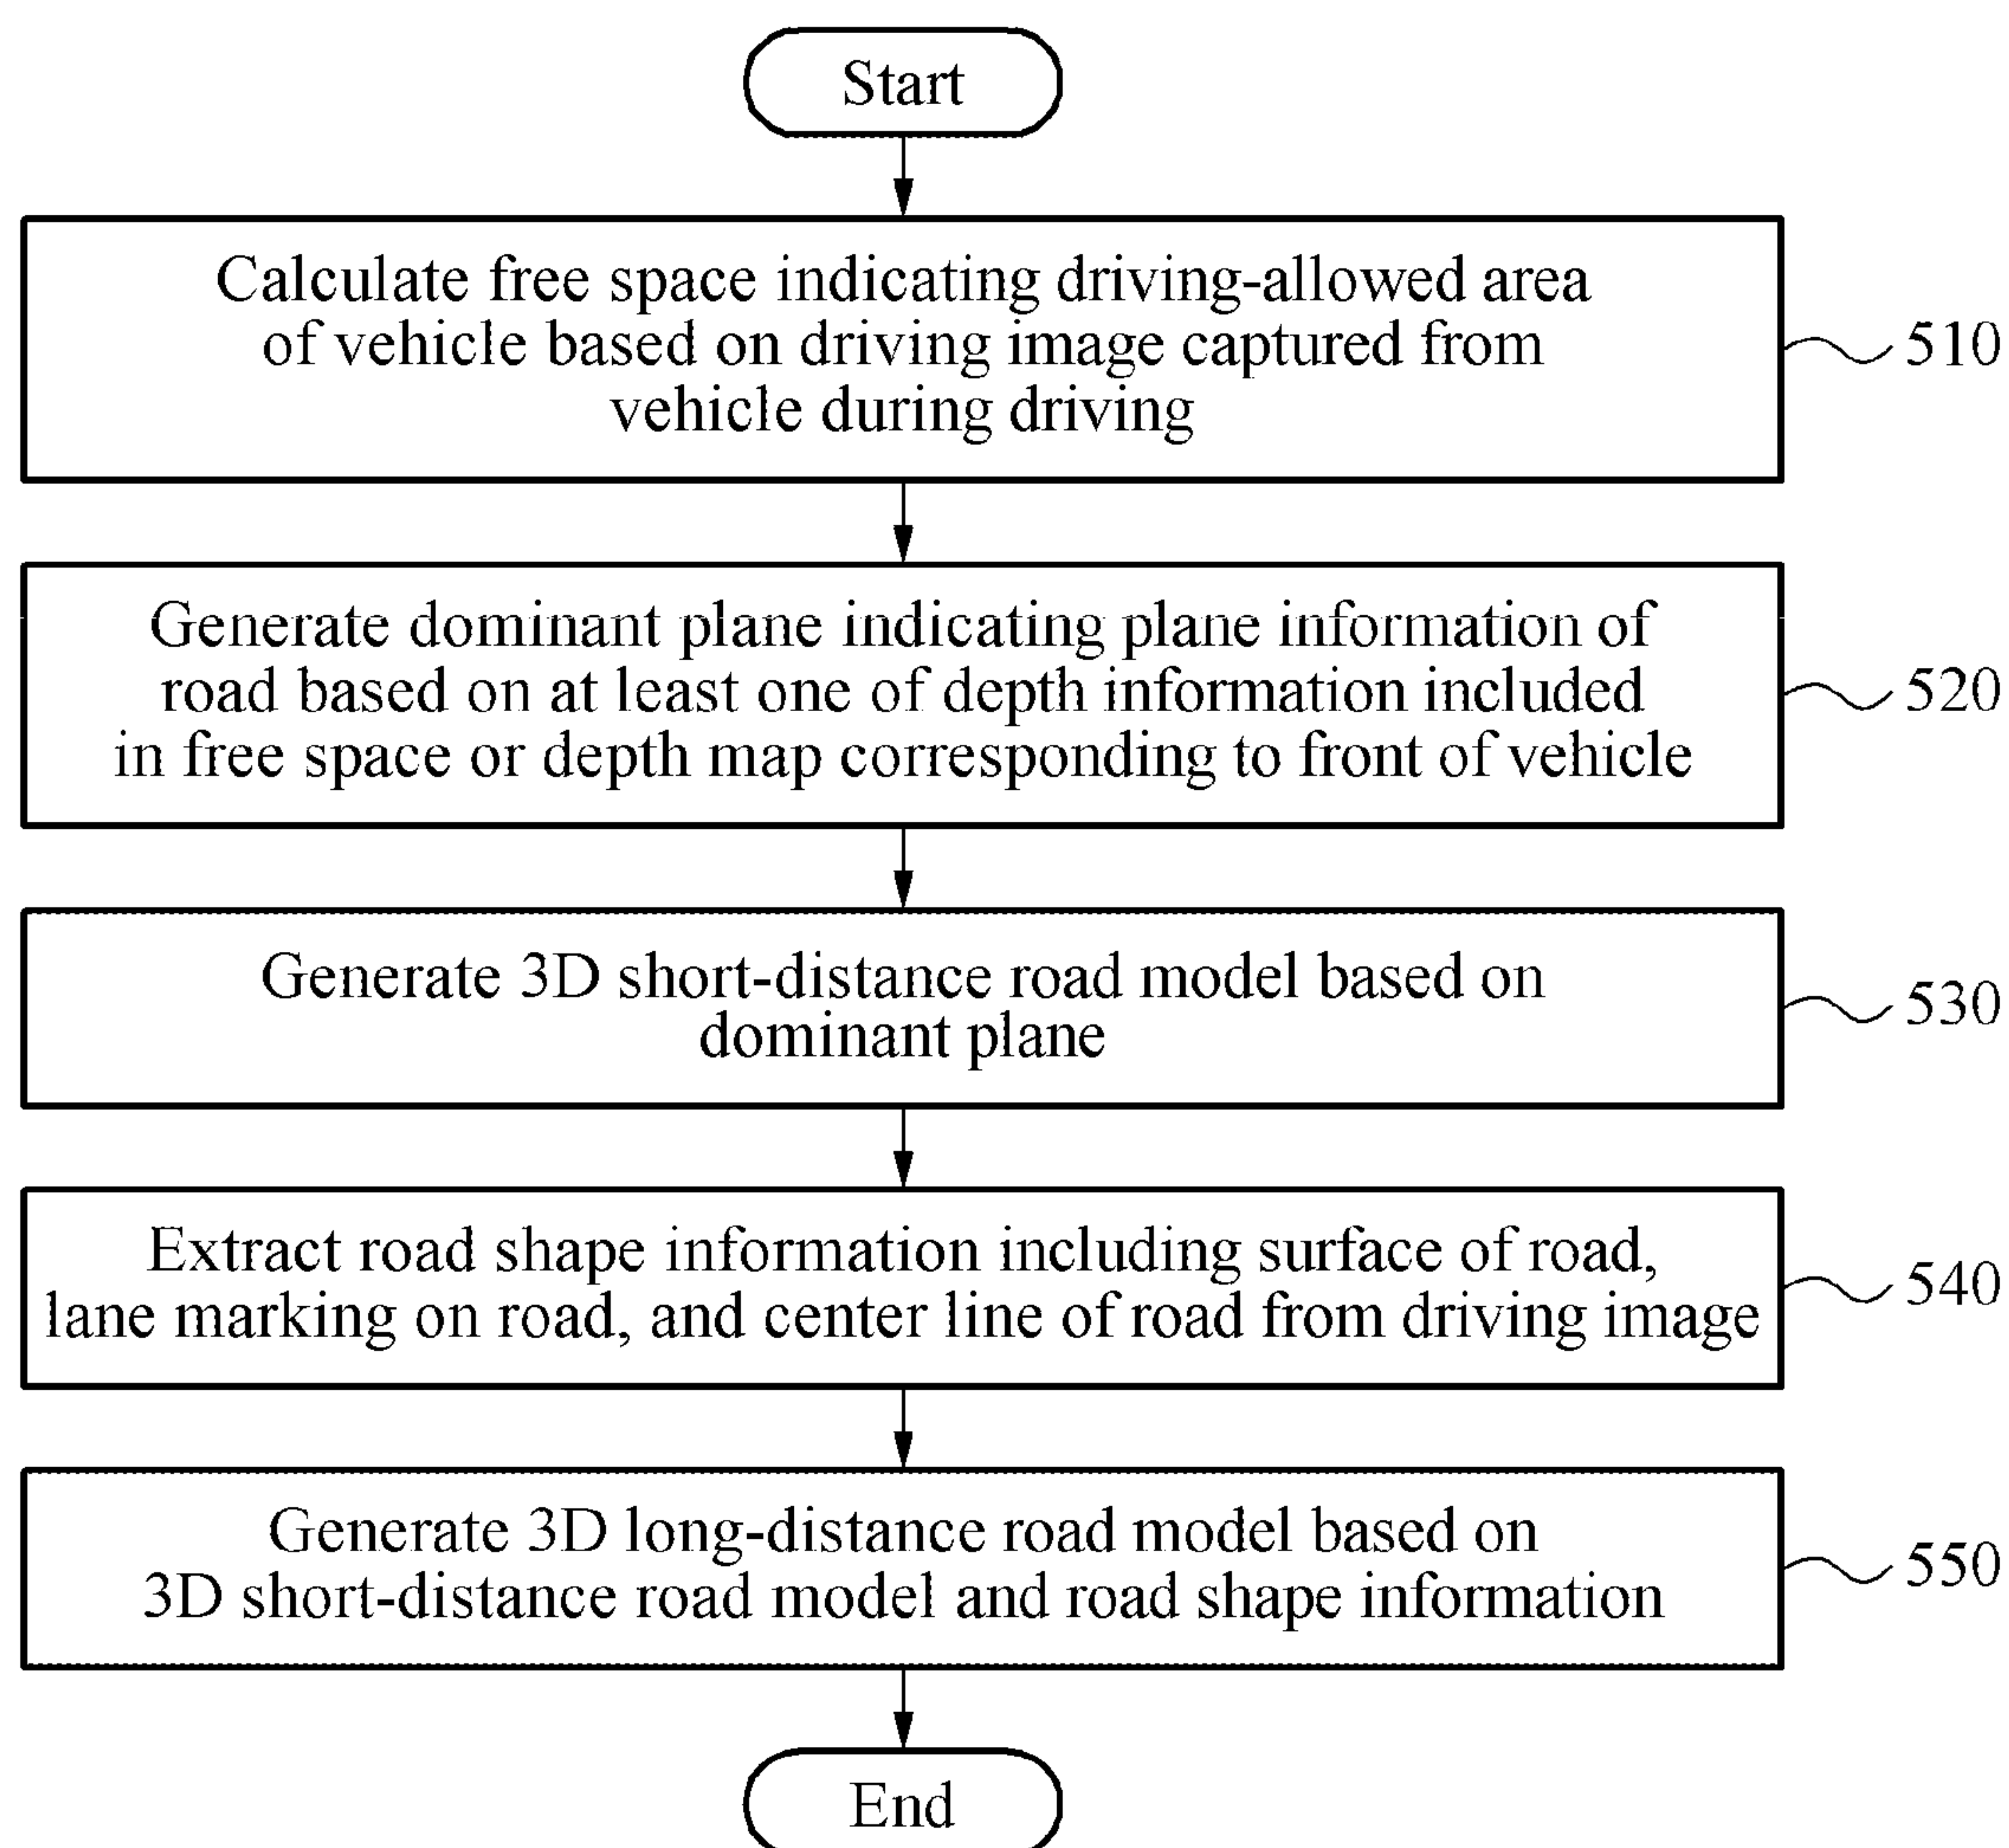 Start
Calculate free space indicating driving-allowed area
of vehicle based on driving image captured from
vehicle during driving
510
Generate dominant plane indicating plane information of
road based on at least one of depth information included
in free space or depth map corresponding to front of vehicle
520
Generate 3D short-distance road model based on
dominant plane
530
Extract road shape information including surface of road,
lane marking on road, and center line of road from driving image
540
Generate 3D long-distance road model based on
3D short-distance road model and road shape information
550
End